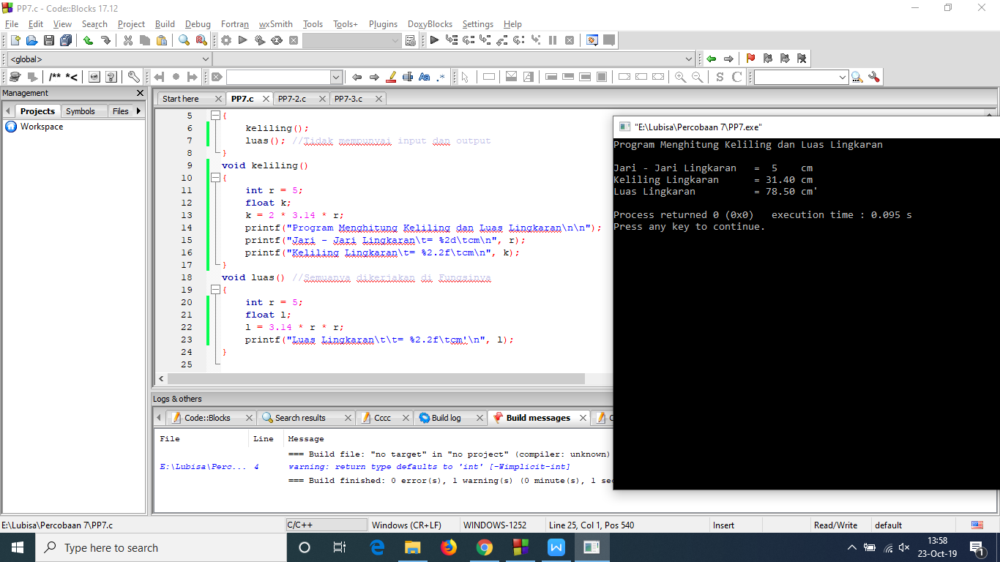 PP7.c - Code::Blocks 17.12
File Edit View Search Project Build Debug Fortran wxSmith Tools Tools+ Plugins DoxyBlocks Settings Help
<global>
/** *<
Aa .*
S C
Management
Projects Symbols Files
Workspace
Start here PP7.c PP7-2.c PP7-3.c
5 {
6 keliling();
7 luas(); //Tidak mempunyai input dan output
8 }
9 void keliling()
10 {
11 int r = 5;
12 float k;
13 k = 2 * 3.14 * r;
14 printf("Program Menghitung Keliling dan Luas Lingkaran\n\n");
15 printf("Jari - Jari Lingkaran\t= %2d\tcm\n", r);
16 printf("Keliling Lingkaran\t= %2.2f\tcm\n", k);
17 }
18 void luas() //Semuanya dikerjakan di Fungsinya
19 {
20 int r = 5;
21 float l;
22 l = 3.14 * r * r;
23 printf("Luas Lingkaran\t\t= %2.2f\tcm'\n", l);
24 }
25
"E:\Lubisa\Percobaan 7\PP7.exe"
Program Menghitung Keliling dan Luas Lingkaran
Jari - Jari Lingkaran = 5 cm
Keliling Lingkaran = 31.40 cm
Luas Lingkaran = 78.50 cm'
Process returned 0 (0x0) execution time : 0.095 s
Press any key to continue.
Logs & others
Code::Blocks Search results Cccc Build log Build messages
File Line Message
=== Build file: "no target" in "no project" (compiler: unknown)
E:\Lubisa\Perc... 4 warning: return type defaults to 'int' [-Wimplicit-int]
=== Build finished: 0 error(s), 1 warning(s) (0 minute(s), 1
E:\Lubisa\Percobaan 7\PP7.c C/C++ Windows (CR+LF) WINDOWS-1252 Line 25, Col 1, Pos 540 Insert Read/Write default
Type here to search
13:58
23-Oct-19
1